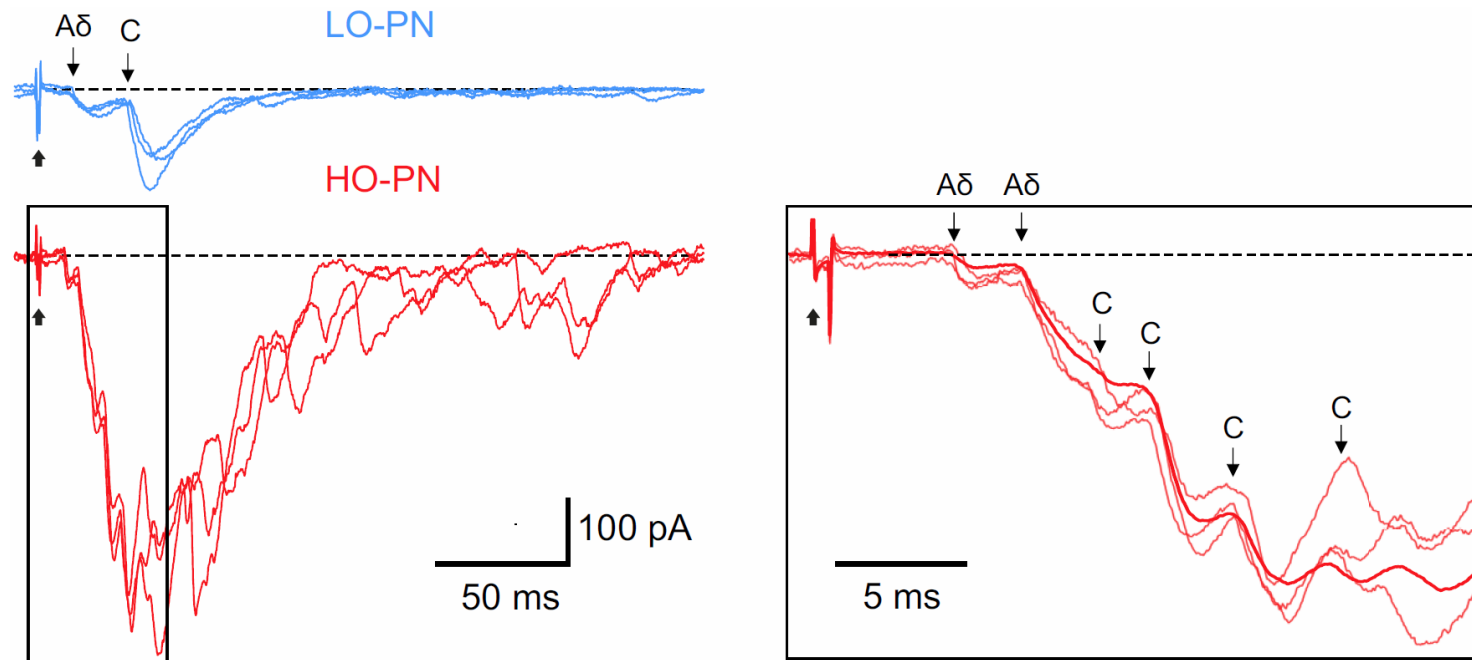 Aδ C LO-PN
HO-PN
Aδ Aδ
C
C
C
C
100 pA
50 ms
5 ms